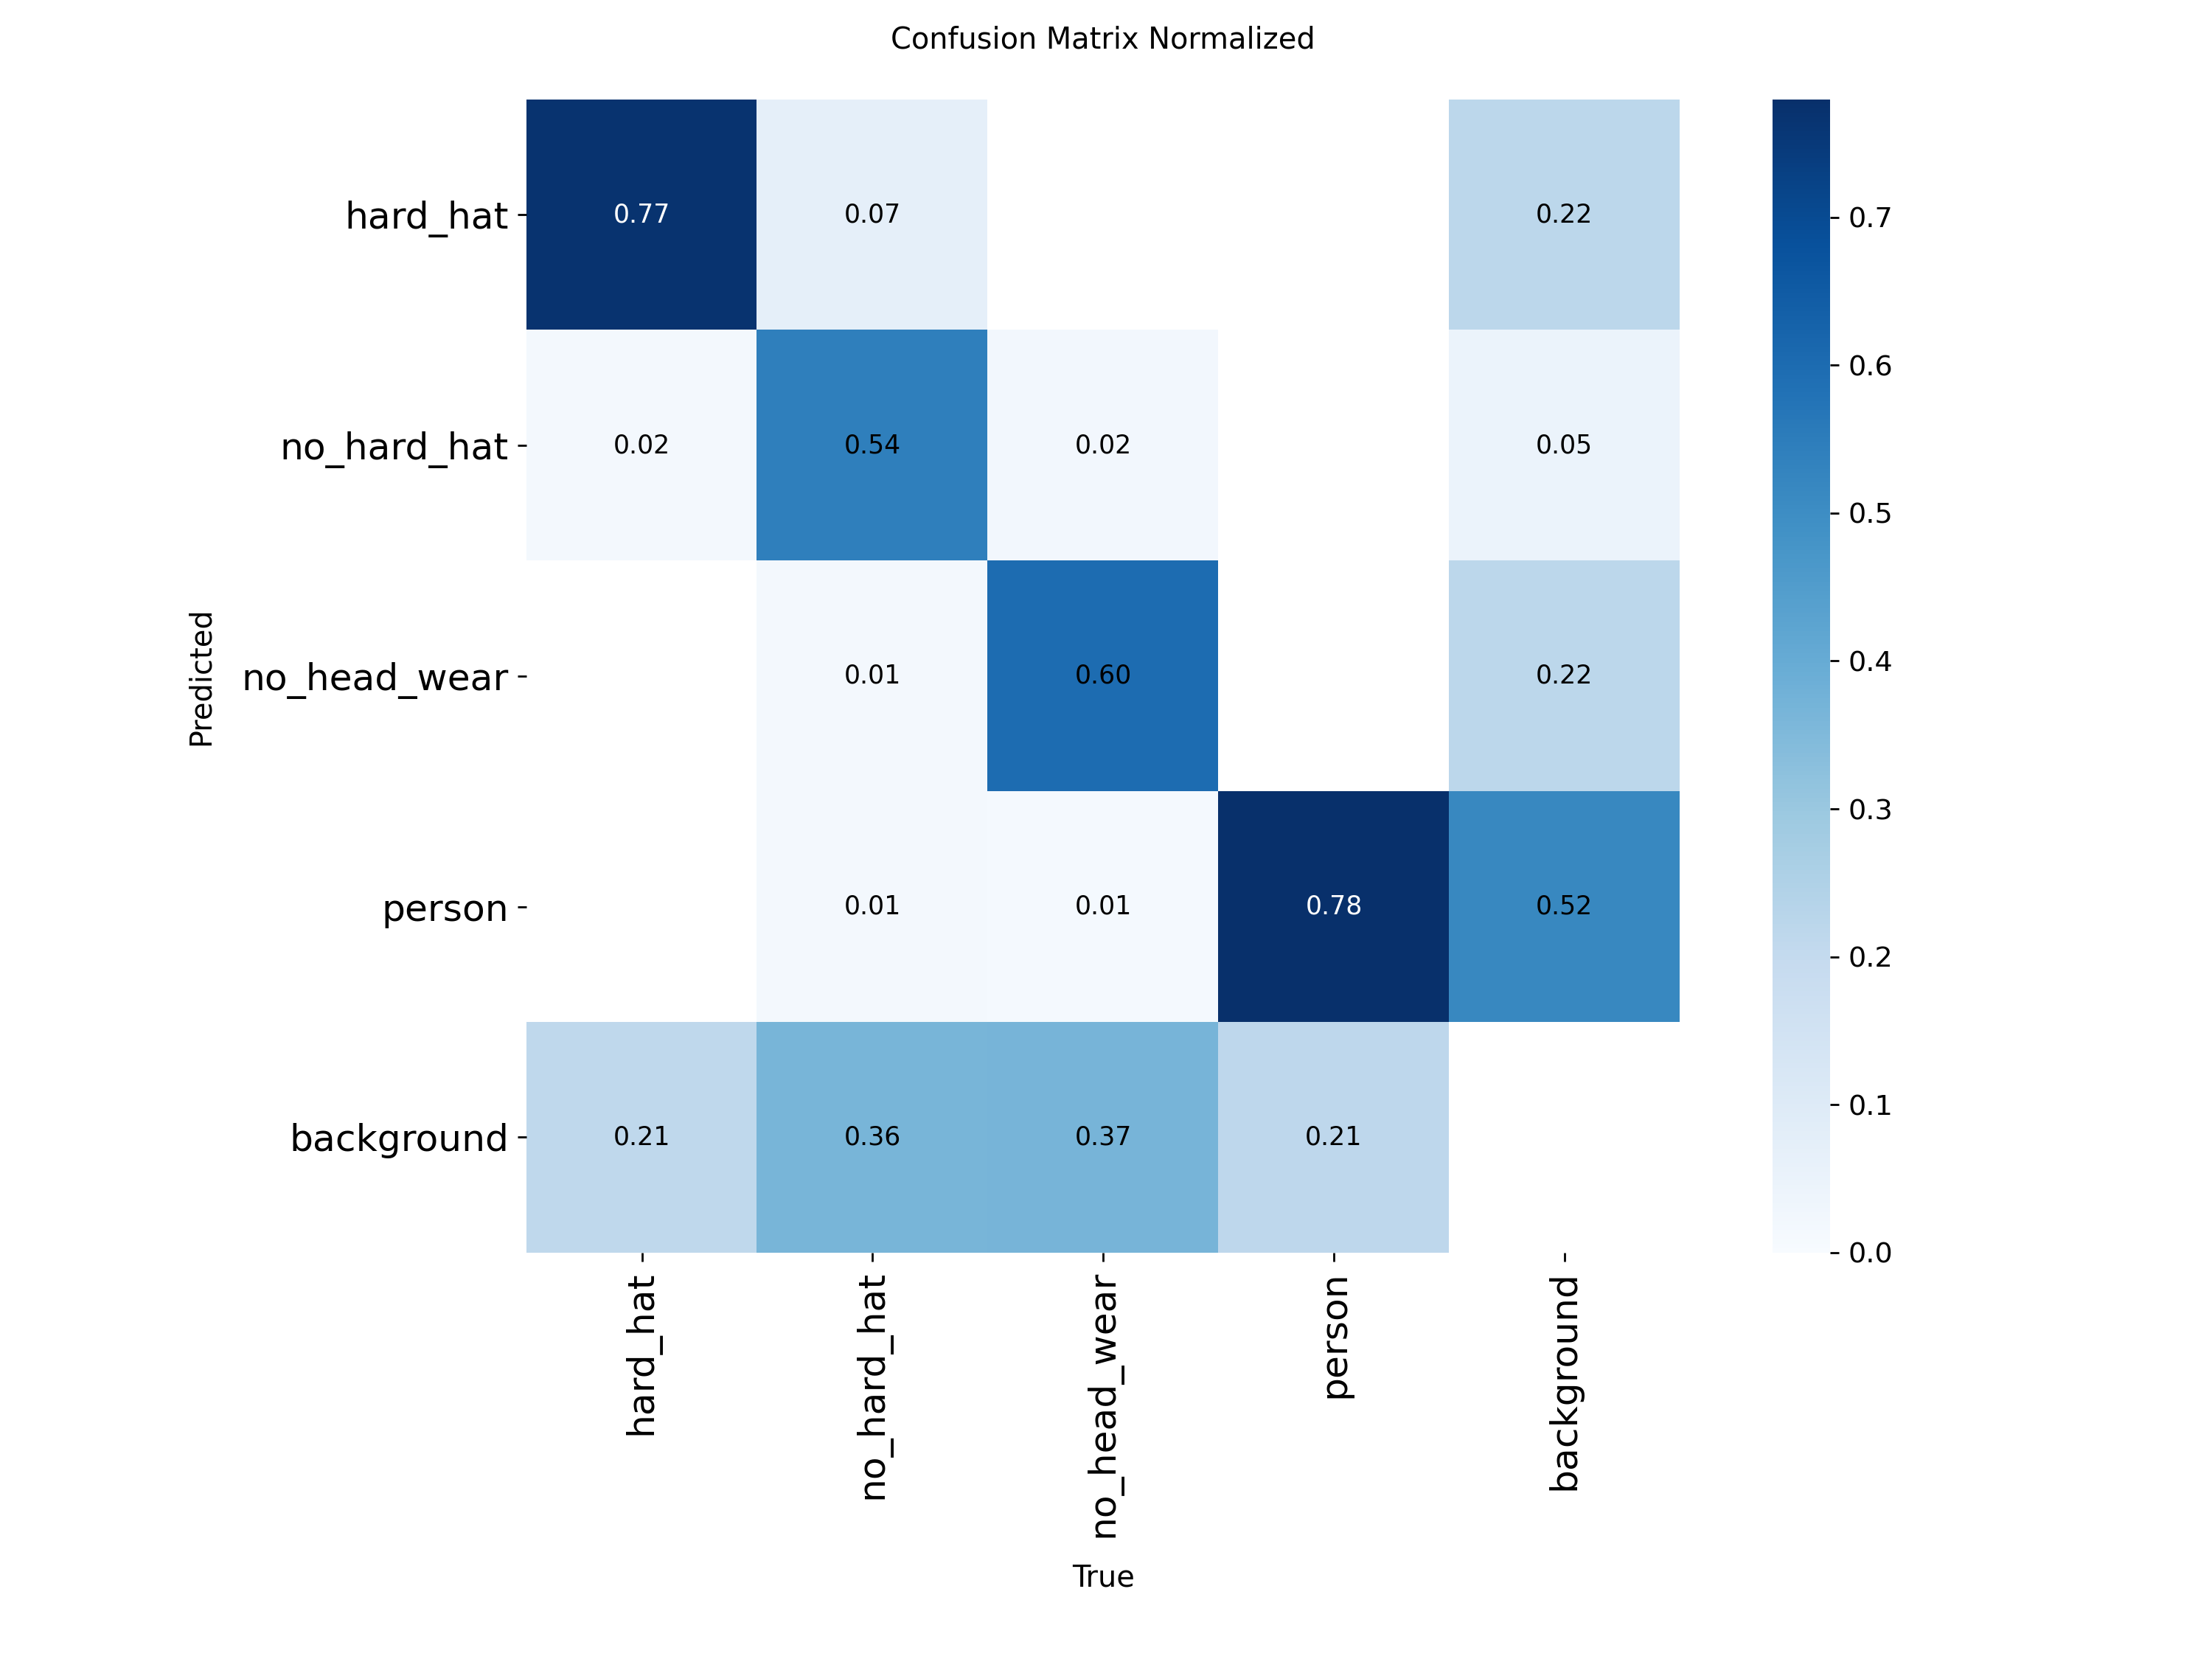 Confusion Matrix Normalized
hard_hat 0.77 0.07 0.22
no_hard_hat 0.02 0.54 0.02 0.05
no_head_wear 0.01 0.60 0.22
person 0.01 0.01 0.78 0.52
background 0.21 0.36 0.37 0.21
Predicted
hard_hat no_hard_hat no_head_wear person background
True
0.7
0.6
0.5
0.4
0.3
0.2
0.1
0.0